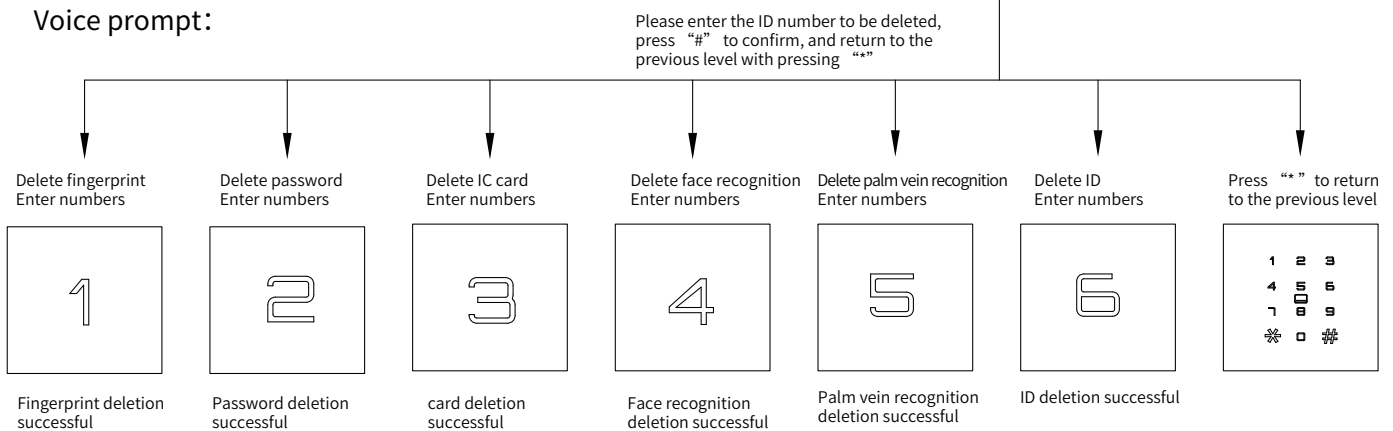 Voice prompt：
Please enter the ID number to be deleted,
press “#” to confirm, and return to the
previous level with pressing “*”
Delete fingerprint
Enter numbers
Delete password
Enter numbers
Delete IC card
Enter numbers
Delete face recognition
Enter numbers
Delete palm vein recognition
Enter numbers
Delete ID
Enter numbers
Press “*” to return
to the previous level
1
2
3
4
5
6
1 2 3
4 5 6
7 8 9
* 0 #
Fingerprint deletion
successful
Password deletion
successful
card deletion
successful
Face recognition
deletion successful
Palm vein recognition
deletion successful
ID deletion successful